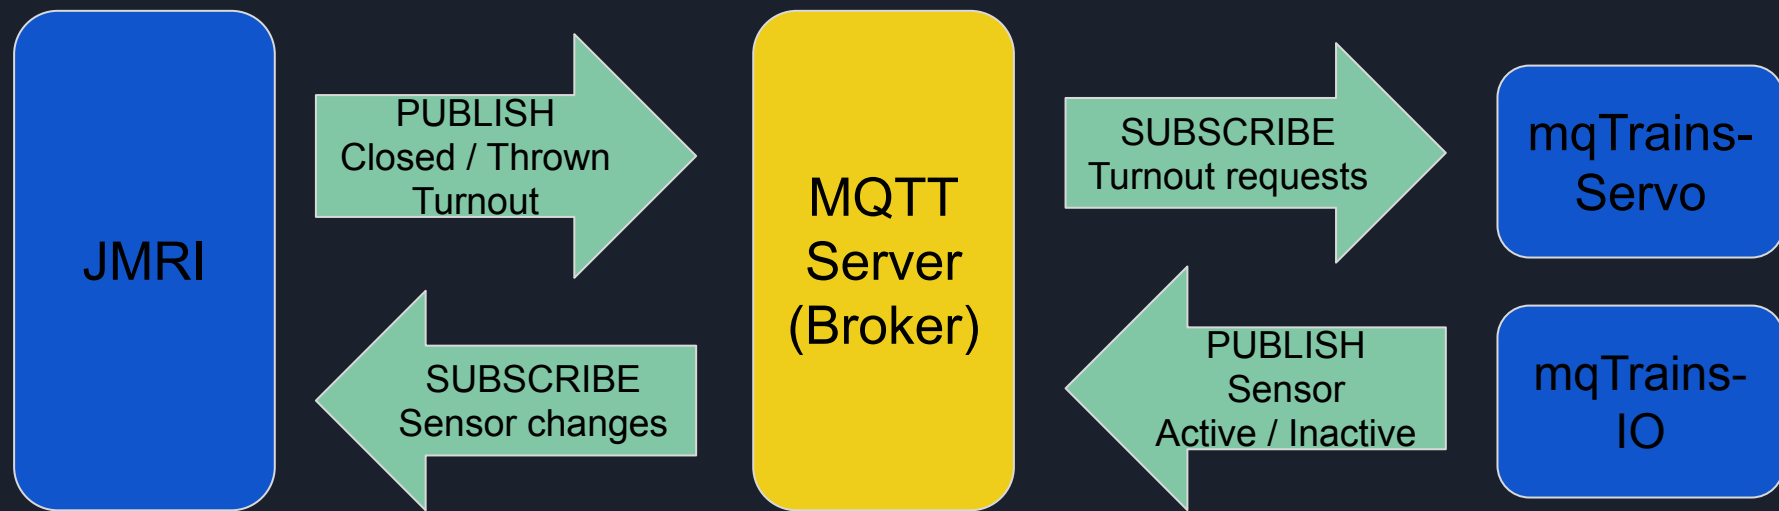 JMRI
PUBLISH
Closed / Thrown
Turnout
SUBSCRIBE
Sensor changes
MQTT
Server
(Broker)
SUBSCRIBE
Turnout requests
PUBLISH
Sensor
Active / Inactive
mqTrains-
Servo
mqTrains-
IO